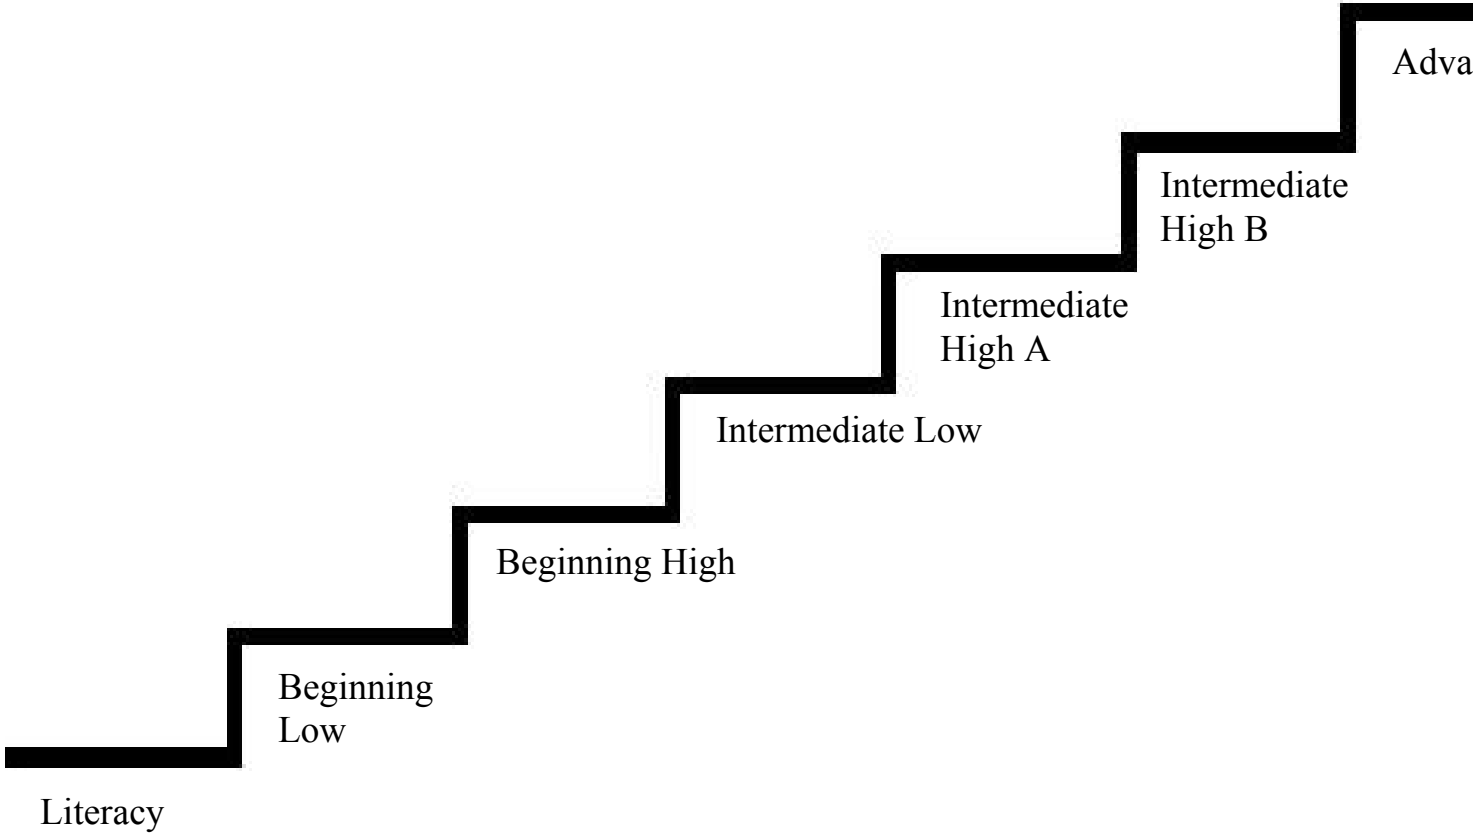 Adva
Intermediate
High B
Intermediate
High A
Intermediate Low
Beginning High
Beginning
Low
Literacy